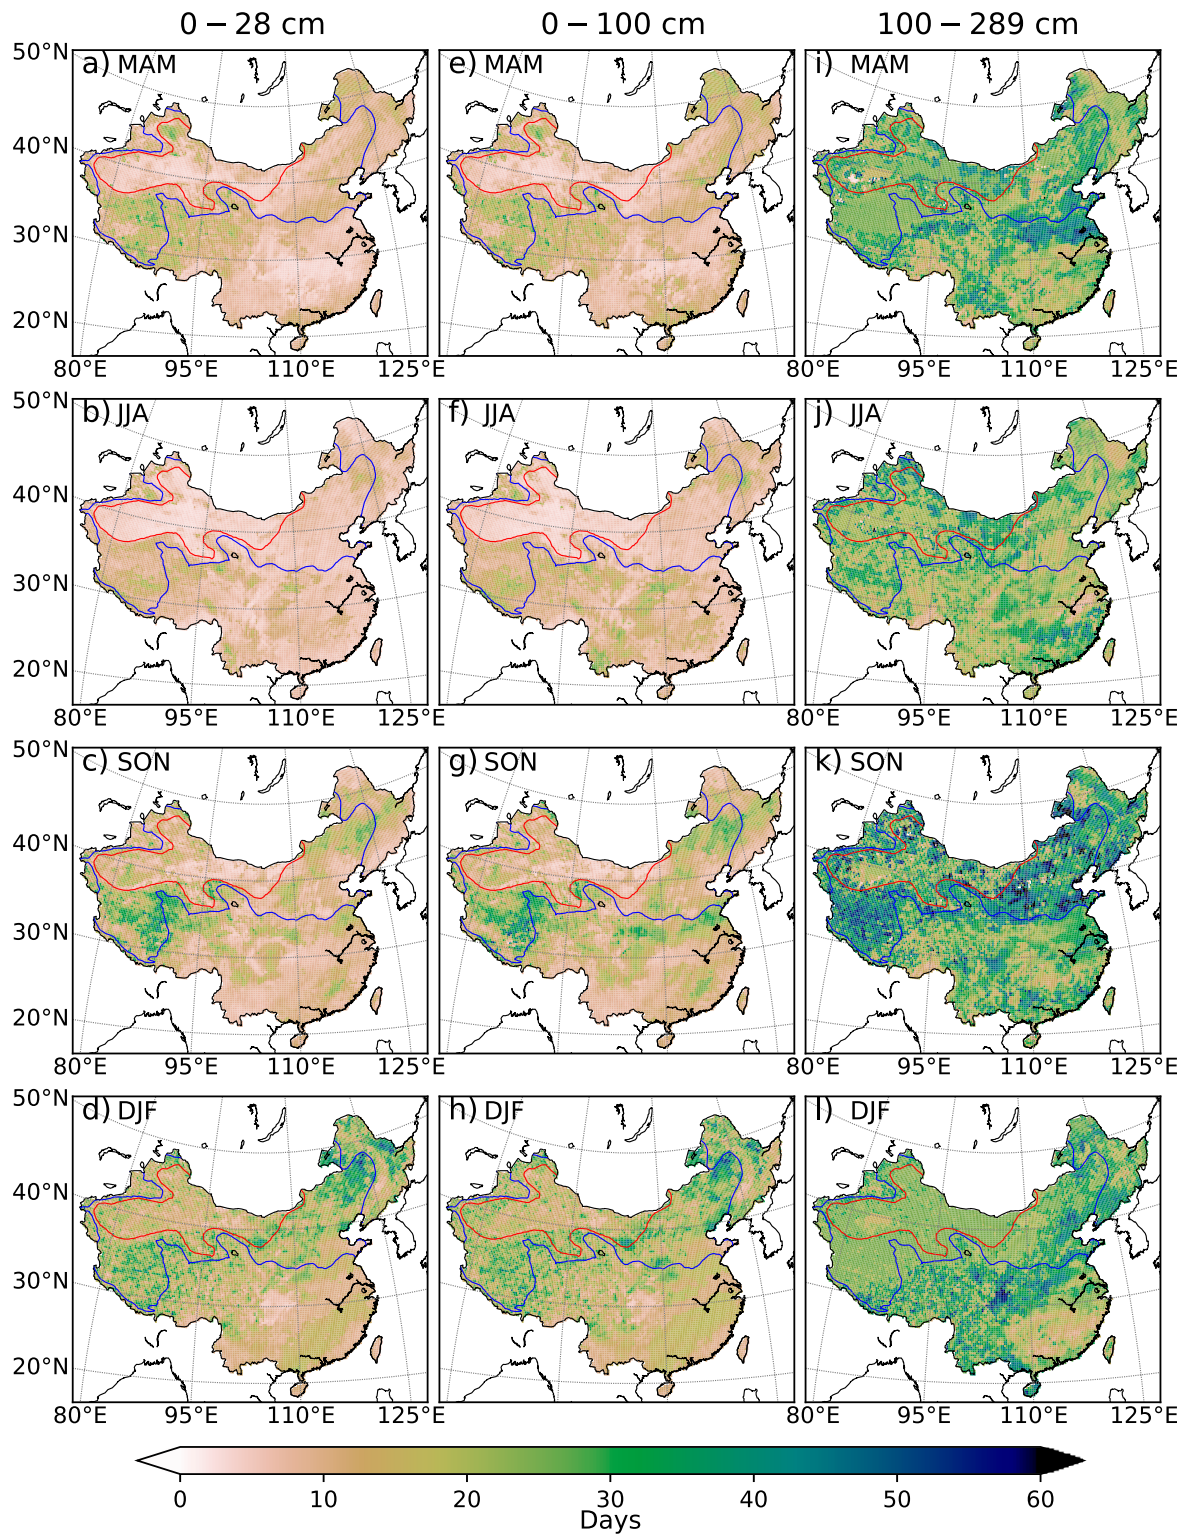 0 – 28 cm 0 – 100 cm 100 – 289 cm
50°N a) MAM e) MAM i) MAM
40°N
30°N
20°N
80°E 95°E 110°E 125°E 80°E 95°E 110°E 125°E
50°N b) JJA f) JJA j) JJA
40°N
30°N
20°N
80°E 95°E 110°E 125°E 80°E 95°E 110°E 125°E
50°N c) SON g) SON k) SON
40°N
30°N
20°N
80°E 95°E 110°E 125°E 80°E 95°E 110°E 125°E
50°N d) DJF h) DJF l) DJF
40°N
30°N
20°N
80°E 95°E 110°E 125°E 80°E 95°E 110°E 125°E
0 10 20 30 40 50 60
Days